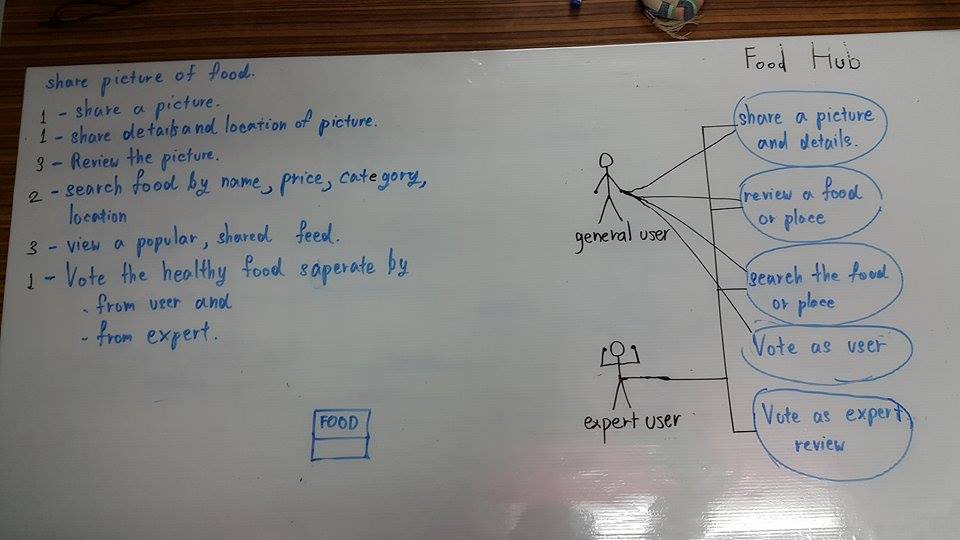 share picture of food.
1 - share a picture.
1 - share details and location of picture.
3 - Review the picture.
2 - search food by name, price, category,
location
3 - view a popular, shared feed.
1 - Vote the healthy food saperate by
- from user and
- from expert.
FOOD
Food Hub
share a picture
and details.
review a food
or place
search the food
or place
Vote as user
Vote as expert
review
general user
expert user